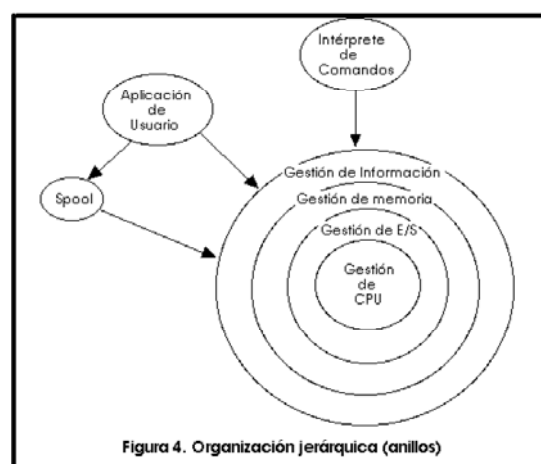 Intérprete
de
Comandos
Aplicación
de
Usuario
Spool
Gestión de Información
Gestión de memoria
Gestión de E/S
Gestión
de
CPU
Figura 4. Organización jerárquica (anillos)